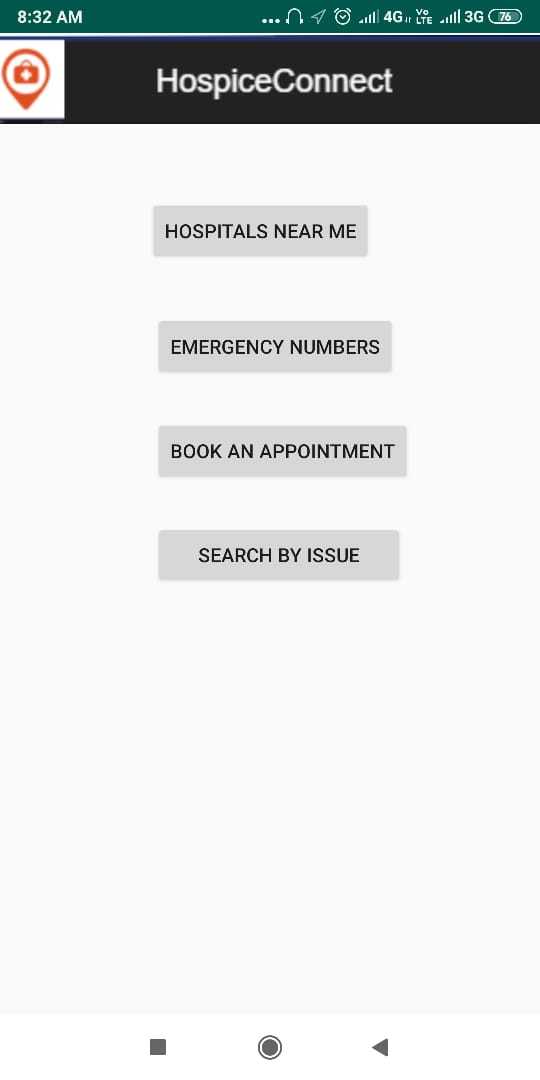 8:32 AM 4G Vo LTE 3G 76
HospiceConnect
HOSPITALS NEAR ME
EMERGENCY NUMBERS
BOOK AN APPOINTMENT
SEARCH BY ISSUE